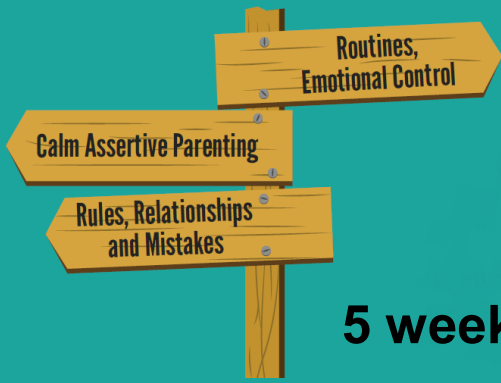 Routines,
Emotional Control
Calm Assertive Parenting
Rules, Relationships
and Mistakes
5 week